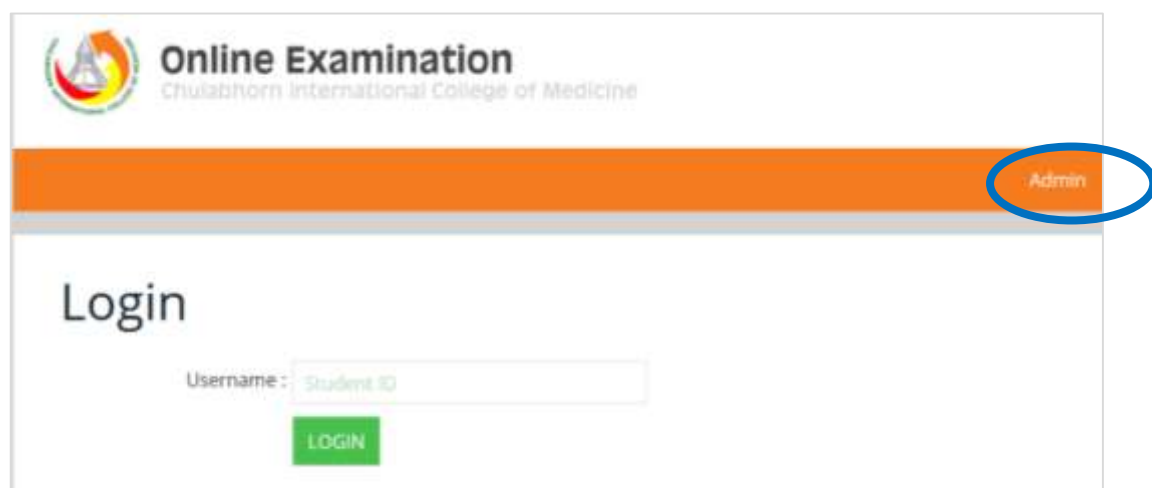 Online Examination
Chulabhorn International College of Medicine
Admin
Login
Username :
Student ID
LOGIN